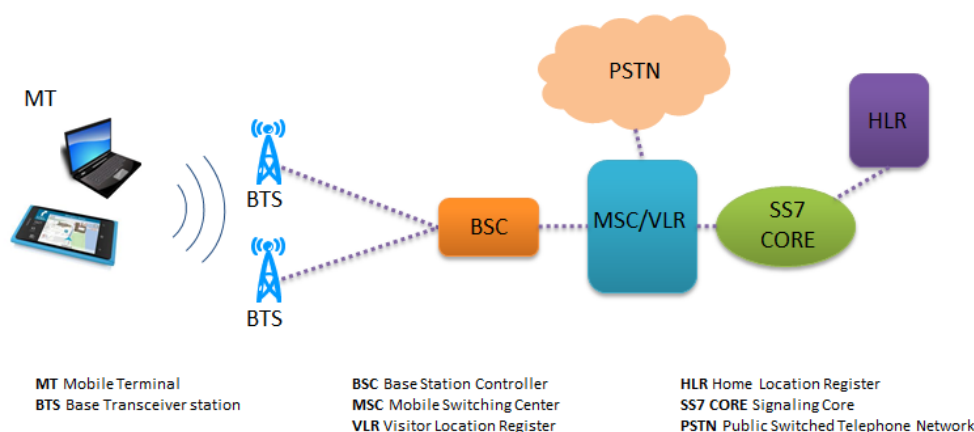 PSTN
MT
HLR
BTS
BSC
MSC/VLR
SS7
CORE
BTS
MT Mobile Terminal
BTS Base Transceiver station
BSC Base Station Controller
MSC Mobile Switching Center
VLR Visitor Location Register
HLR Home Location Register
SS7 CORE Signaling Core
PSTN Public Switched Telephone Network